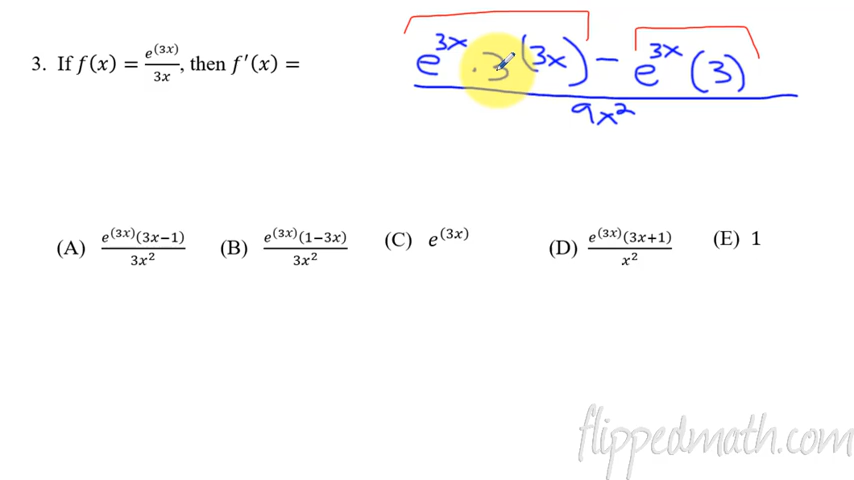 3. If f(x) = e^(3x)/3x, then f'(x) =
(e^3x · 3(3x) − e^3x(3))/9x²
(A) e^(3x)(3x−1)/3x² (B) e^(3x)(1−3x)/3x² (C) e^(3x) (D) e^(3x)(3x+1)/x² (E) 1
flippedmath.com